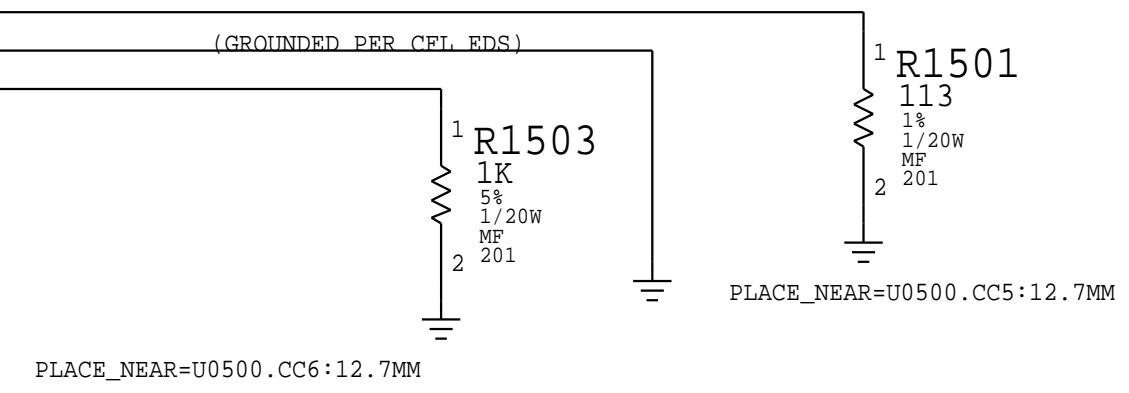 (GROUNDED PER CFL EDS)
1
R1501
113
1%
1/20W
MF
201
2
PLACE_NEAR=U0500.CC5:12.7MM
1
R1503
1K
5%
1/20W
MF
201
2
PLACE_NEAR=U0500.CC6:12.7MM